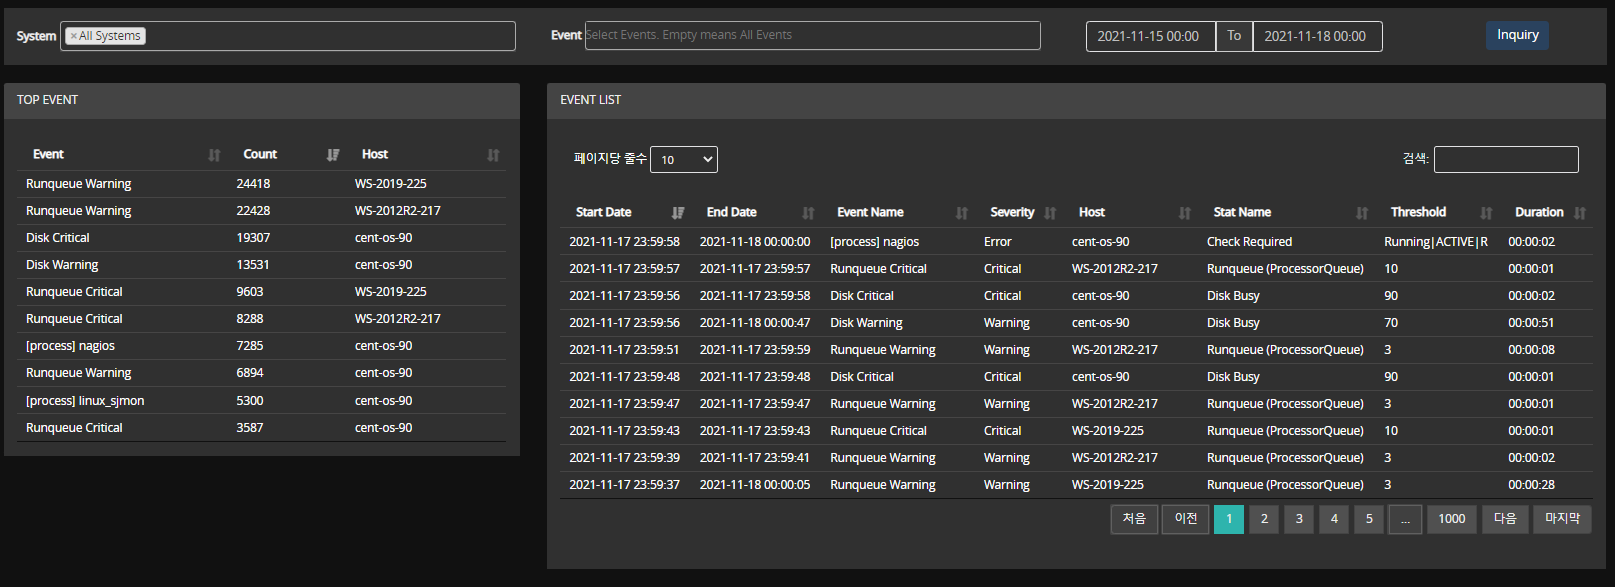 System ×All Systems Event Select Events. Empty means All Events 2021-11-15 00:00 To 2021-11-18 00:00 Inquiry
TOP EVENT
Event Count Host
Runqueue Warning 24418 WS-2019-225
Runqueue Warning 22428 WS-2012R2-217
Disk Critical 19307 cent-os-90
Disk Warning 13531 cent-os-90
Runqueue Critical 9603 WS-2019-225
Runqueue Critical 8288 WS-2012R2-217
[process] nagios 7285 cent-os-90
Runqueue Warning 6894 cent-os-90
[process] linux_sjmon 5300 cent-os-90
Runqueue Critical 3587 cent-os-90
EVENT LIST
페이지당 줄수 10 검색:
Start Date End Date Event Name Severity Host Stat Name Threshold Duration
2021-11-17 23:59:58 2021-11-18 00:00:00 [process] nagios Error cent-os-90 Check Required Running|ACTIVE|R 00:00:02
2021-11-17 23:59:57 2021-11-17 23:59:57 Runqueue Critical Critical WS-2012R2-217 Runqueue (ProcessorQueue) 10 00:00:01
2021-11-17 23:59:56 2021-11-17 23:59:58 Disk Critical Critical cent-os-90 Disk Busy 90 00:00:02
2021-11-17 23:59:56 2021-11-18 00:00:47 Disk Warning Warning cent-os-90 Disk Busy 70 00:00:51
2021-11-17 23:59:51 2021-11-17 23:59:59 Runqueue Warning Warning WS-2012R2-217 Runqueue (ProcessorQueue) 3 00:00:08
2021-11-17 23:59:48 2021-11-17 23:59:48 Disk Critical Critical cent-os-90 Disk Busy 90 00:00:01
2021-11-17 23:59:47 2021-11-17 23:59:47 Runqueue Warning Warning WS-2012R2-217 Runqueue (ProcessorQueue) 3 00:00:01
2021-11-17 23:59:43 2021-11-17 23:59:43 Runqueue Critical Critical WS-2019-225 Runqueue (ProcessorQueue) 10 00:00:01
2021-11-17 23:59:39 2021-11-17 23:59:41 Runqueue Warning Warning WS-2012R2-217 Runqueue (ProcessorQueue) 3 00:00:02
2021-11-17 23:59:37 2021-11-18 00:00:05 Runqueue Warning Warning WS-2019-225 Runqueue (ProcessorQueue) 3 00:00:28
처음 이전 1 2 3 4 5 ... 1000 다음 마지막